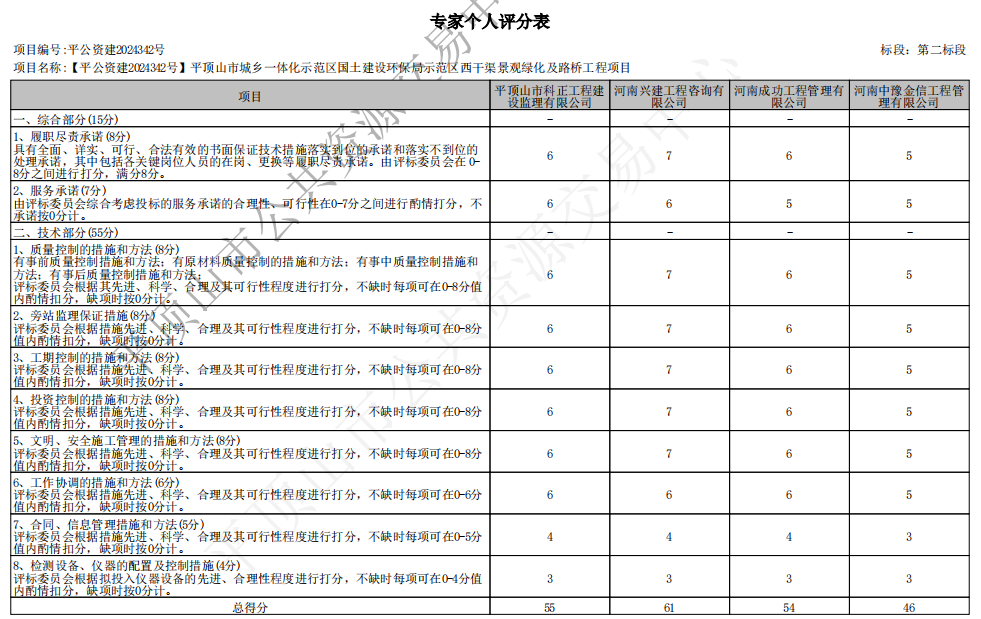 专家个人评分表
项目编号:平公资建2024342号
标段：第二标段
项目名称:【平公资建2024342号】平顶山市城乡一体化示范区国土建设环保局示范区西干渠景观绿化及路桥工程项目
项目
平顶山市科正工程建
设监理有限公司
河南兴建工程咨询有
限公司
河南成功工程管理有
限公司
河南中豫金信工程管
理有限公司
一、综合部分(15分)
- - - -
1、履职尽责承诺(8分)
具有全面、详实、可行、合法有效的书面保证技术措施落实到位的承诺和落实不到位的
处理承诺，其中包括各关键岗位人员的在岗、更换等履职尽责承诺。由评标委员会在0-
8分之间进行打分，满分8分。
6 7 6 5
2、服务承诺(7分)
由评标委员会综合考虑投标的服务承诺的合理性、可行性在0-7分之间进行酌情打分，不
承诺按0分计。
6 6 5 5
二、技术部分(55分)
- - - -
1、质量控制的措施和方法(8分)
有事前质量控制措施和方法；有原材料质量控制的措施和方法；有事中质量控制措施和
方法；有事后质量控制措施和方法；
评标委员会根据其先进、科学、合理及其可行性程度进行打分，不缺时每项可在0-8分值
内酌情扣分，缺项时按0分计。
6 7 6 5
2、旁站监理保证措施(8分)
评标委员会根据措施先进、科学、合理及其可行性程度进行打分，不缺时每项可在0-8分
值内酌情扣分，缺项时按0分计。
6 7 6 5
3、工期控制的措施和方法(8分)
评标委员会根据措施先进、科学、合理及其可行性程度进行打分，不缺时每项可在0-8分
值内酌情扣分，缺项时按0分计。
6 7 6 5
4、投资控制的措施和方法(8分)
评标委员会根据措施先进、科学、合理及其可行性程度进行打分，不缺时每项可在0-8分
值内酌情扣分，缺项时按0分计。
6 7 6 5
5、文明、安全施工管理的措施和方法(8分)
评标委员会根据措施先进、科学、合理及其可行性程度进行打分，不缺时每项可在0-8分
值内酌情扣分，缺项时按0分计。
6 7 6 5
6、工作协调的措施和方法(6分)
评标委员会根据措施先进、科学、合理及其可行性程度进行打分，不缺时每项可在0-6分
值内酌情扣分，缺项时按0分计。
6 6 6 5
7、合同、信息管理措施和方法(5分)
评标委员会根据措施先进、科学、合理及其可行性程度进行打分，不缺时每项可在0-5分
值内酌情扣分，缺项时按0分计。
4 4 4 3
8、检测设备、仪器的配置及控制措施(4分)
评标委员会根据拟投入仪器设备的先进、合理性程度进行打分，不缺时每项可在0-4分值
内酌情扣分，缺项时按0分计。
3 3 3 3
总得分
55 61 54 46
平顶山市公共资源交易中
平顶山市公共资源交易中心